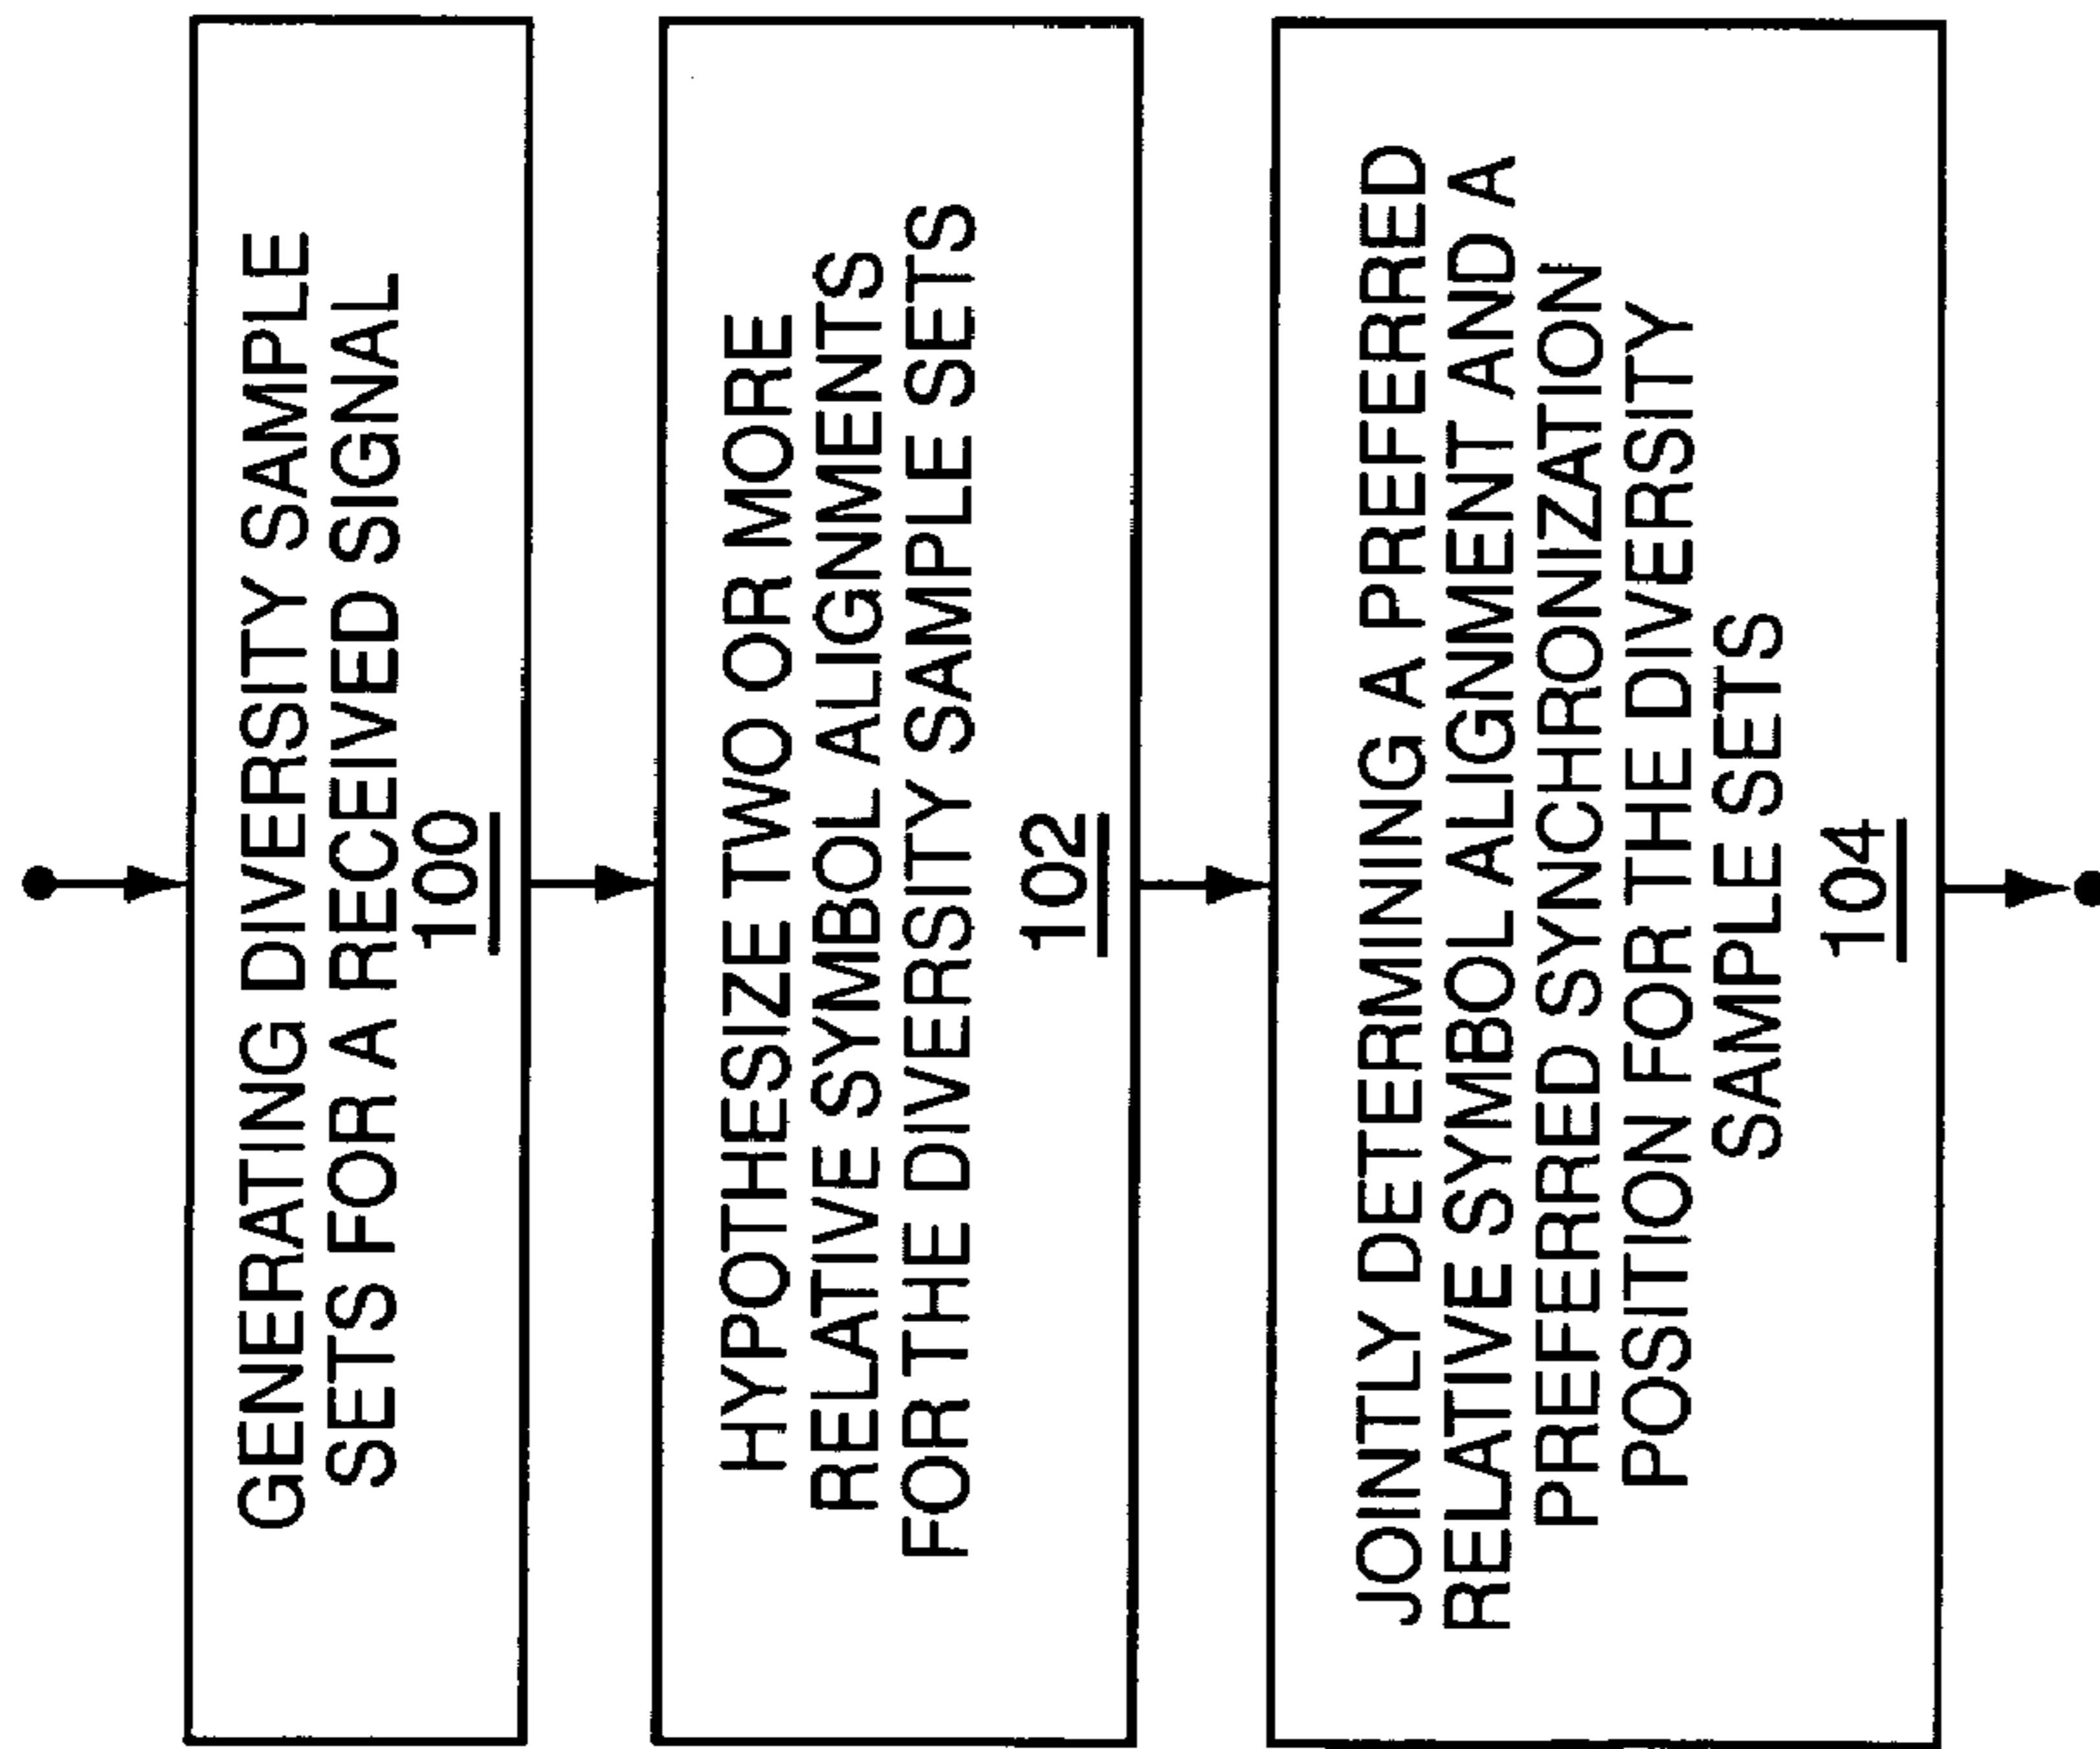 GENERATING DIVERSITY SAMPLE
SETS FOR A RECEIVED SIGNAL
100
HYPOTHESIZE TWO OR MORE
RELATIVE SYMBOL ALIGNMENTS
FOR THE DIVERSITY SAMPLE SETS
102
JOINTLY DETERMINING A PREFERRED
RELATIVE SYMBOL ALIGNMENT AND A
PREFERRED SYNCHRONIZATION
POSITION FOR THE DIVERSITY
SAMPLE SETS
104